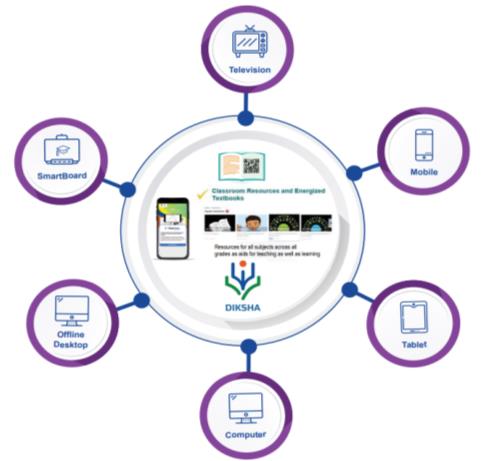 Television
SmartBoard
Mobile
Classroom Resources and Energized
Textbooks
Resources for all subjects across all
grades as aids for teaching as well as learning
DIKSHA
Offline
Desktop
Tablet
Computer